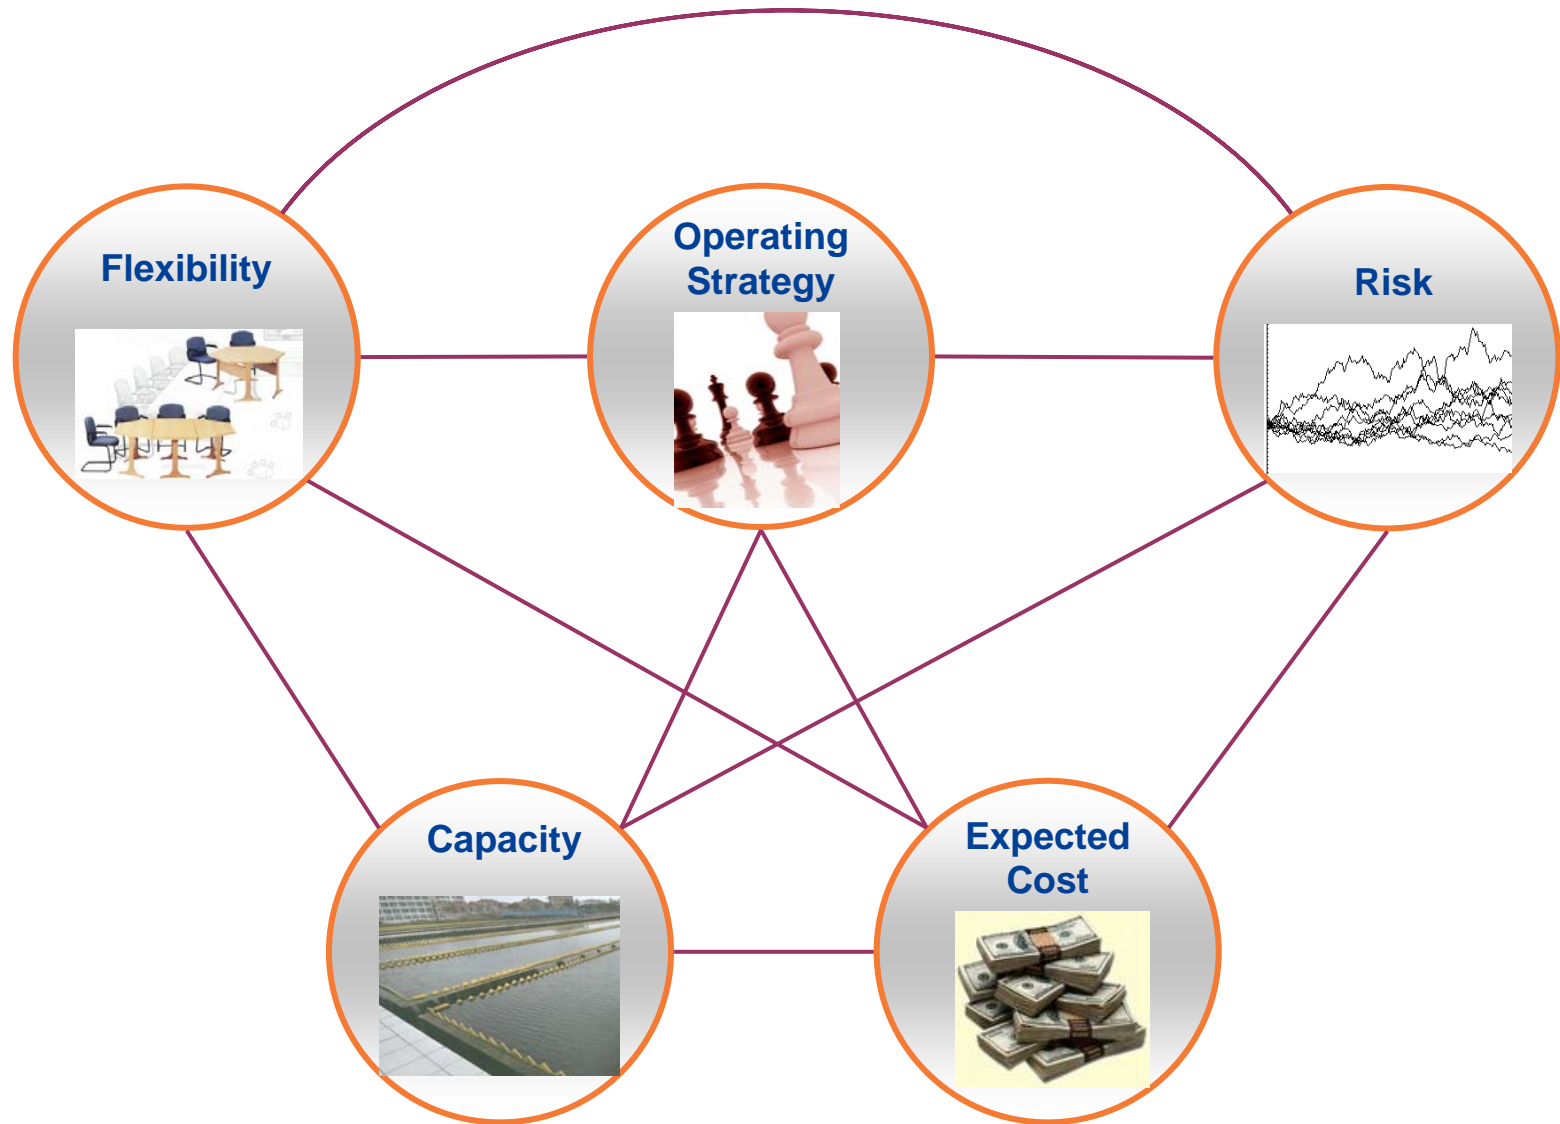 Flexibility
Operating
Strategy
Risk
Capacity
Expected
Cost